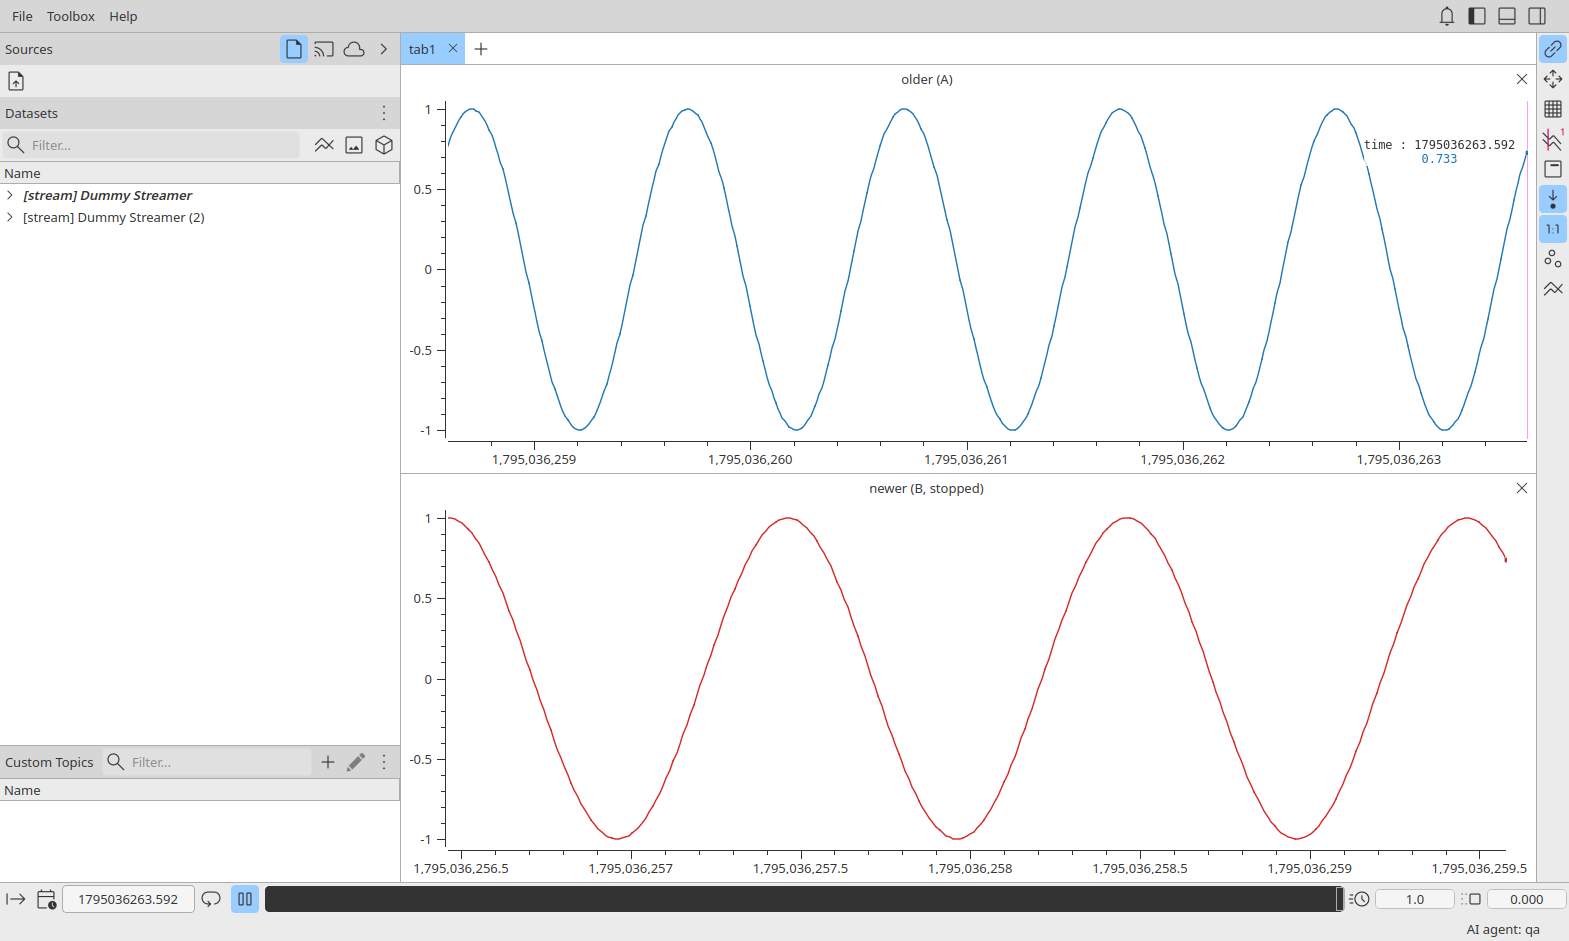 File Toolbox Help
Sources
Datasets
Filter...
Name
[stream] Dummy Streamer
[stream] Dummy Streamer (2)
Custom Topics Filter...
Name
tab1
older (A)
1
0.5
0
-0.5
-1
time : 1795036263.592
0.733
1,795,036,259 1,795,036,260 1,795,036,261 1,795,036,262 1,795,036,263
newer (B, stopped)
1
0.5
0
-0.5
-1
1,795,036,256.5 1,795,036,257 1,795,036,257.5 1,795,036,258 1,795,036,258.5 1,795,036,259 1,795,036,259.5
1
1:1
1795036263.592 1.0 0.000
AI agent: qa